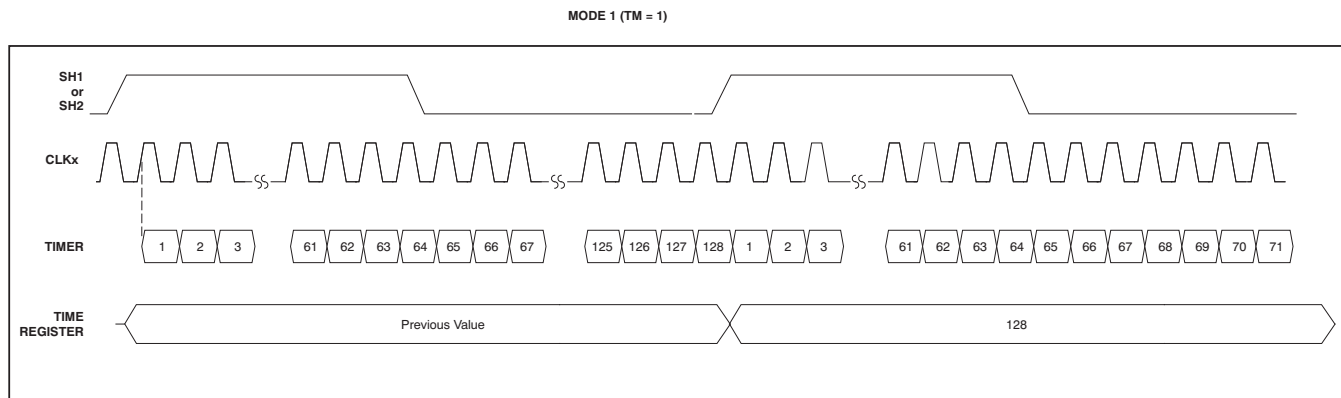 MODE 1 (TM = 1)
SH1
or
SH2
CLKx
TIMER
1 2 3 61 62 63 64 65 66 67 125 126 127 128 1 2 3 61 62 63 64 65 66 67 68 69 70 71
TIME
REGISTER
Previous Value
128